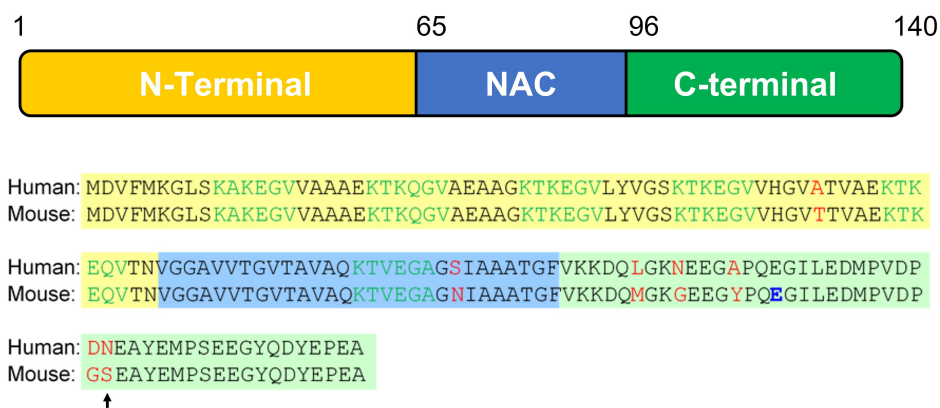 1 65 96 140
N-Terminal NAC C-terminal
Human: MDVFMKGLSKAKEGVVAAAEKTKQGVAEAAGKTKEGVLYVGSKTKEGVVHGVATVAEKTK
Mouse: MDVFMKGLSKAKEGVVAAAEKTKQGVAEAAGKTKEGVLYVGSKTKEGVVHGVTTVAEKTK
Human: EQVTNVGGAVVTGVTAVAQKTVEGAGSIAAATGFVKKDQLGKNEEGAPQEGILEDMPVDP
Mouse: EQVTNVGGAVVTGVTAVAQKTVEGAGNIAAATGFVKKDQMGKGEEGYPQEGILEDMPVDP
Human: DNEAYEMPSEEGYQDYEPEA
Mouse: GSEAYEMPSEEGYQDYEPEA